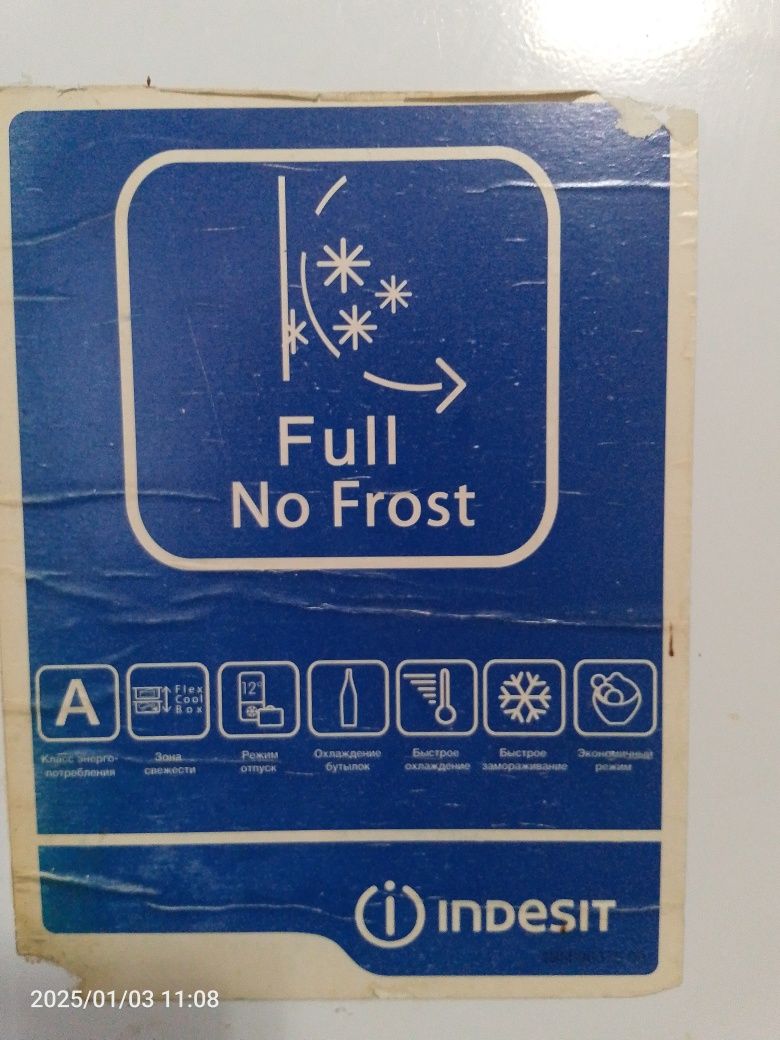 Full
No Frost
A
Flex
Cool
Box
12°
Класс энерго-
потребления
Зона
свежести
Режим
отпуск
Охлаждение
бутылок
Быстрое
охлаждение
Быстрое
замораживание
Экономичный
режим
INDESIT
2025/01/03 11:08